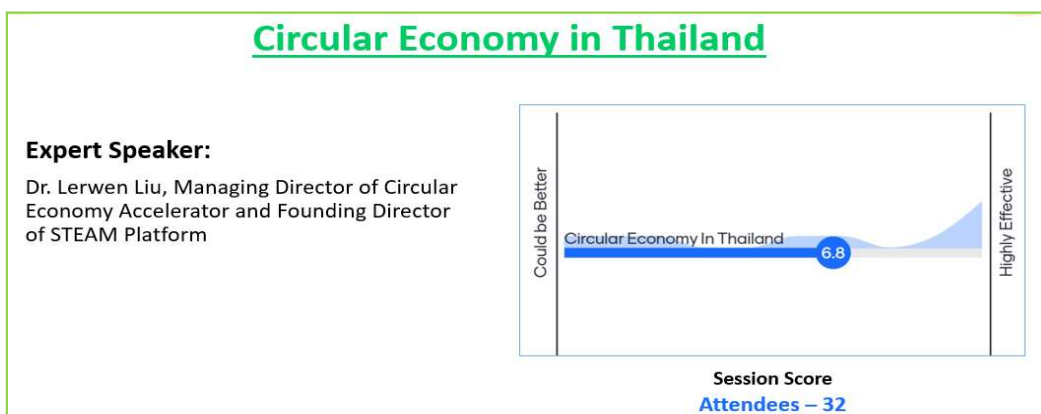 Circular Economy in Thailand
Expert Speaker:
Dr. Lerwen Liu, Managing Director of Circular
Economy Accelerator and Founding Director
of STEAM Platform
Could be Better
Circular Economy In Thailand
6.8
Highly Effective
Session Score
Attendees – 32